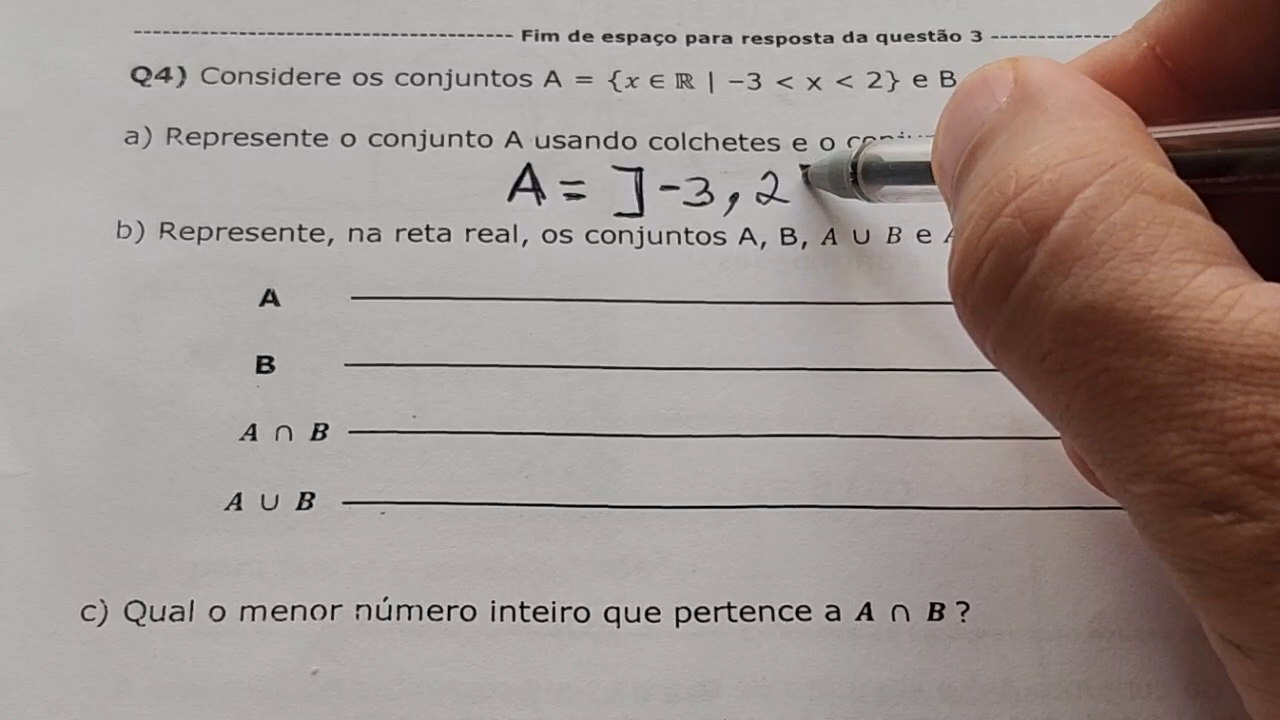 ------------------------------------ Fim de espaço para resposta da questão 3 ------------
Q4) Considere os conjuntos A = {x ∈ ℝ | −3 < x < 2} e B
a) Represente o conjunto A usando colchetes e o
A = ]-3, 2
b) Represente, na reta real, os conjuntos A, B, A ∪ B e
A
B
A ∩ B
A ∪ B
c) Qual o menor número inteiro que pertence a A ∩ B ?